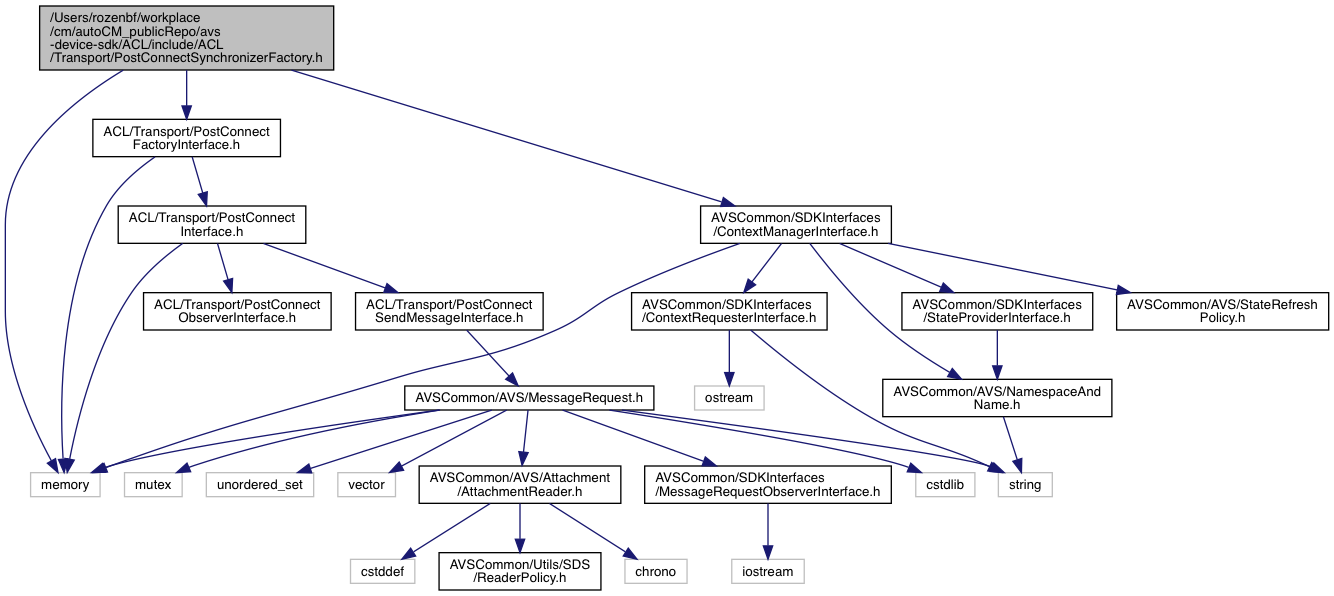 /Users/rozenbf/workplace
/cm/autoCM_publicRepo/avs
-device-sdk/ACL/include/ACL
/Transport/PostConnectSynchronizerFactory.h
ACL/Transport/PostConnect
FactoryInterface.h
ACL/Transport/PostConnect
Interface.h
AVSCommon/SDKInterfaces
/ContextManagerInterface.h
ACL/Transport/PostConnect
ObserverInterface.h
ACL/Transport/PostConnect
SendMessageInterface.h
AVSCommon/SDKInterfaces
/ContextRequesterInterface.h
AVSCommon/SDKInterfaces
/StateProviderInterface.h
AVSCommon/AVS/StateRefresh
Policy.h
AVSCommon/AVS/MessageRequest.h
ostream
AVSCommon/AVS/NamespaceAnd
Name.h
memory
mutex
unordered_set
vector
AVSCommon/AVS/Attachment
/AttachmentReader.h
AVSCommon/SDKInterfaces
/MessageRequestObserverInterface.h
cstdlib
string
cstddef
AVSCommon/Utils/SDS
/ReaderPolicy.h
chrono
iostream